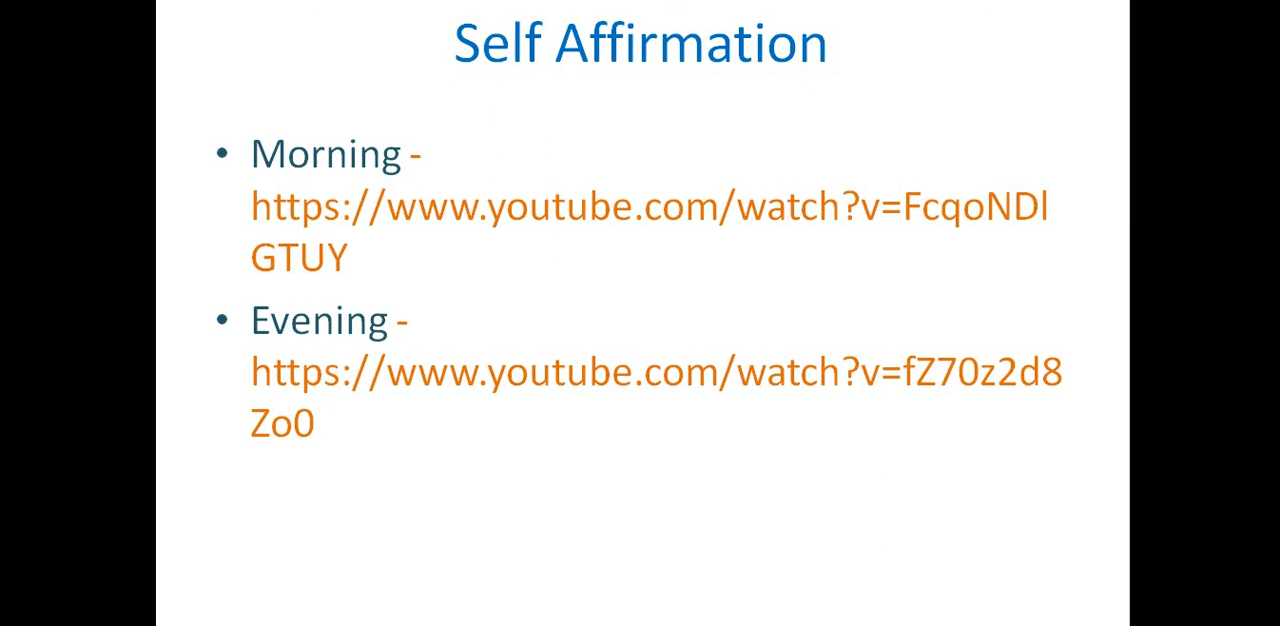 Self Affirmation
• Morning -
https://www.youtube.com/watch?v=FcqoNDl
GTUY
• Evening -
https://www.youtube.com/watch?v=fZ70z2d8
Zo0